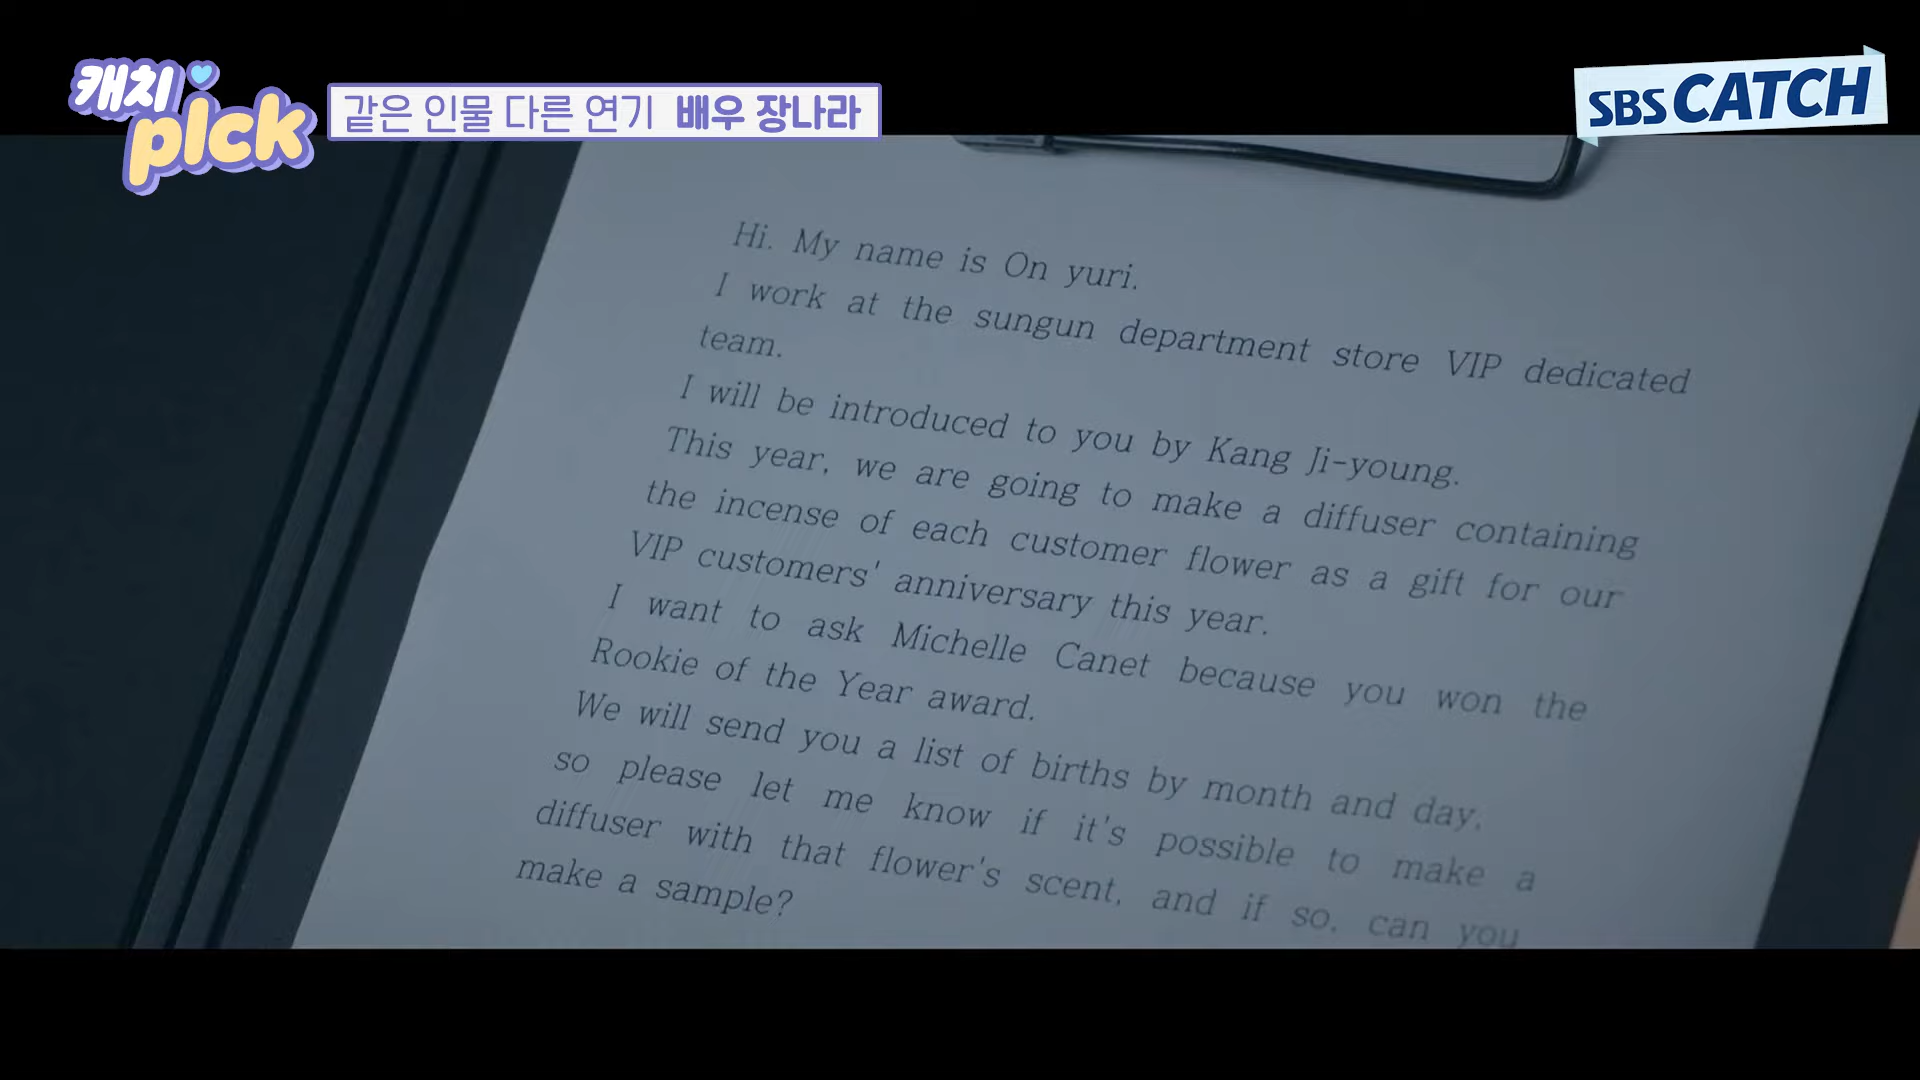 캐치 pick
같은 인물 다른 연기 배우 장나라
SBS CATCH
Hi. My name is On yuri.
I work at the sungun department store VIP dedicated
team.
I will be introduced to you by Kang Ji-young.
This year, we are going to make a diffuser containing
the incense of each customer flower as a gift for our
VIP customers' anniversary this year.
I want to ask Michelle Canet because you won the
Rookie of the Year award.
We will send you a list of births by month and day,
so please let me know if it's possible to make a
diffuser with that flower's scent, and if so, can you
make a sample?